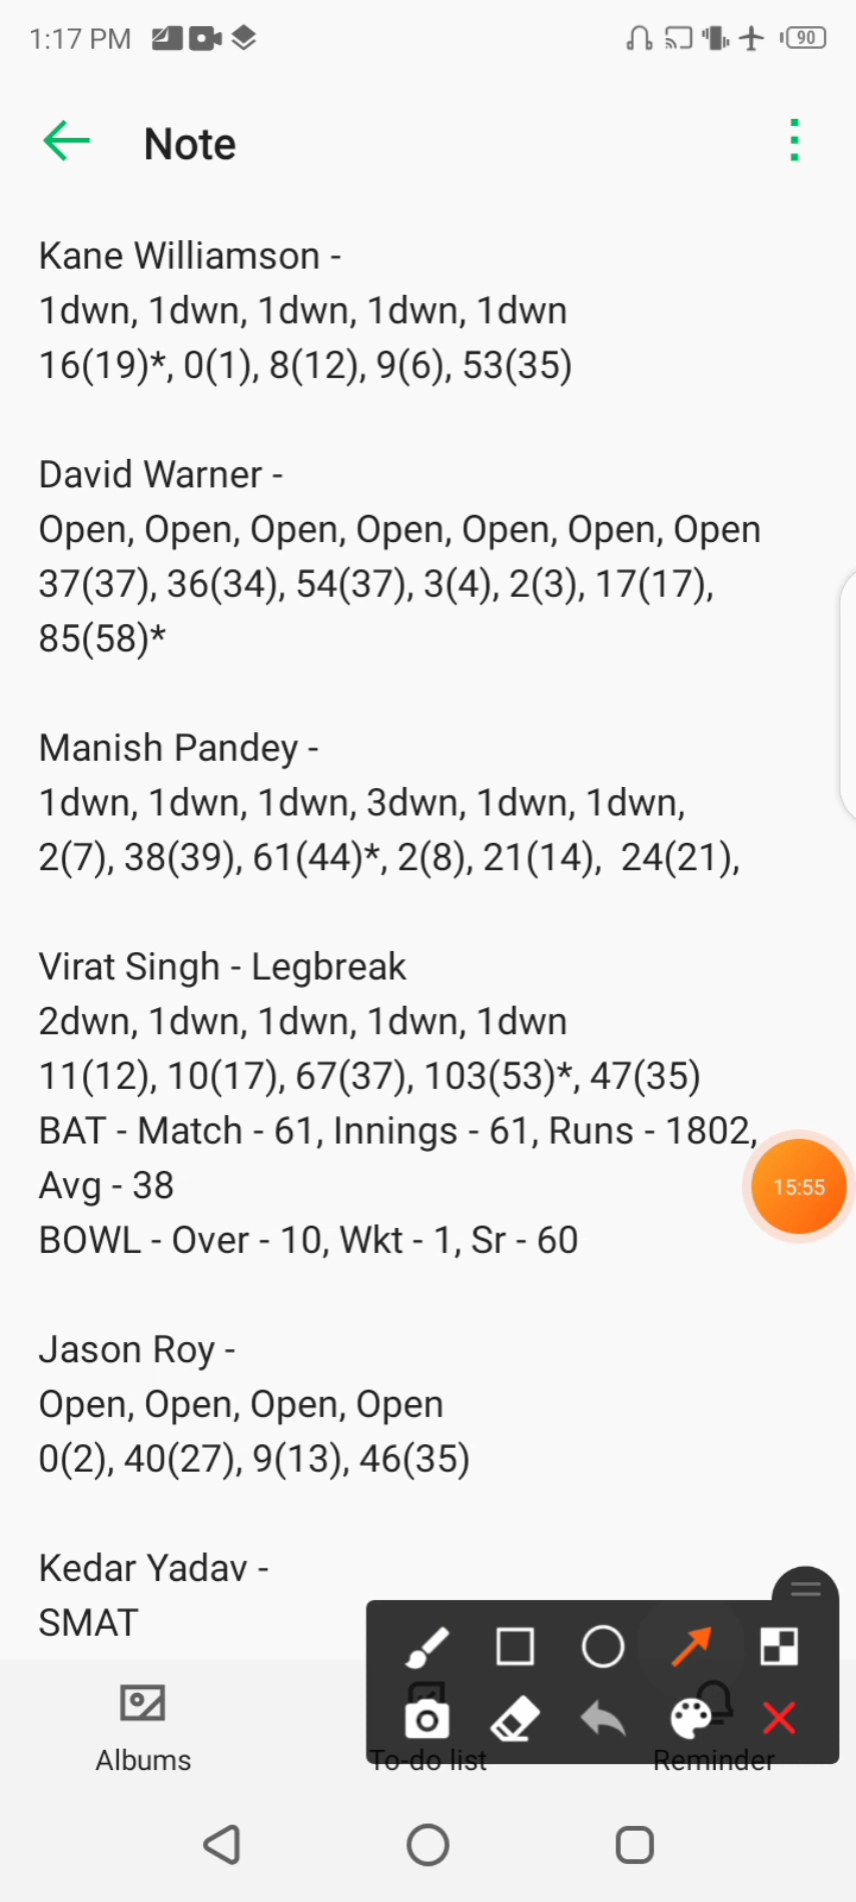 1:17 PM
90
Note
Kane Williamson -
1dwn, 1dwn, 1dwn, 1dwn, 1dwn
16(19)*, 0(1), 8(12), 9(6), 53(35)
David Warner -
Open, Open, Open, Open, Open, Open, Open
37(37), 36(34), 54(37), 3(4), 2(3), 17(17),
85(58)*
Manish Pandey -
1dwn, 1dwn, 1dwn, 3dwn, 1dwn, 1dwn,
2(7), 38(39), 61(44)*, 2(8), 21(14),  24(21),
Virat Singh - Legbreak
2dwn, 1dwn, 1dwn, 1dwn, 1dwn
11(12), 10(17), 67(37), 103(53)*, 47(35)
BAT - Match - 61, Innings - 61, Runs - 1802,
Avg - 38
15:55
BOWL - Over - 10, Wkt - 1, Sr - 60
Jason Roy -
Open, Open, Open, Open
0(2), 40(27), 9(13), 46(35)
Kedar Yadav -
SMAT
Albums
To-do list
Reminder